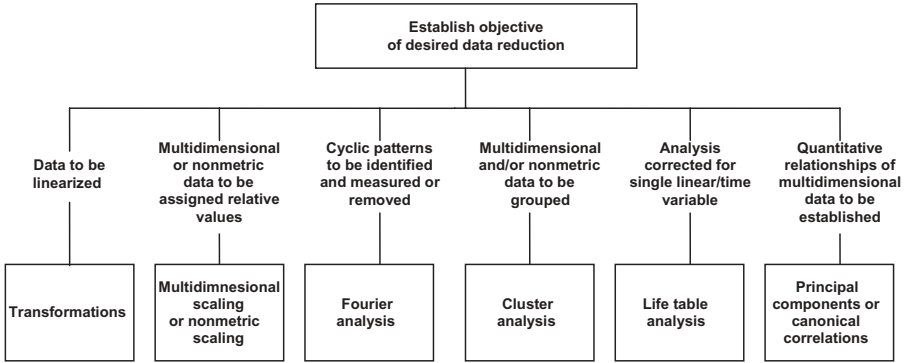 Establish objective
of desired data reduction
Data to be
linearized
Multidimensional
or nonmetric
data to be
assigned relative
values
Cyclic patterns
to be identified
and measured or
removed
Multidimensional
and/or nonmetric
data to be
grouped
Analysis
corrected for
single linear/time
variable
Quantitative
relationships of
multidimensional
data to be
established
Transformations
Multidimnesional
scaling
or nonmetric
scaling
Fourier
analysis
Cluster
analysis
Life table
analysis
Principal
components or
canonical
correlations